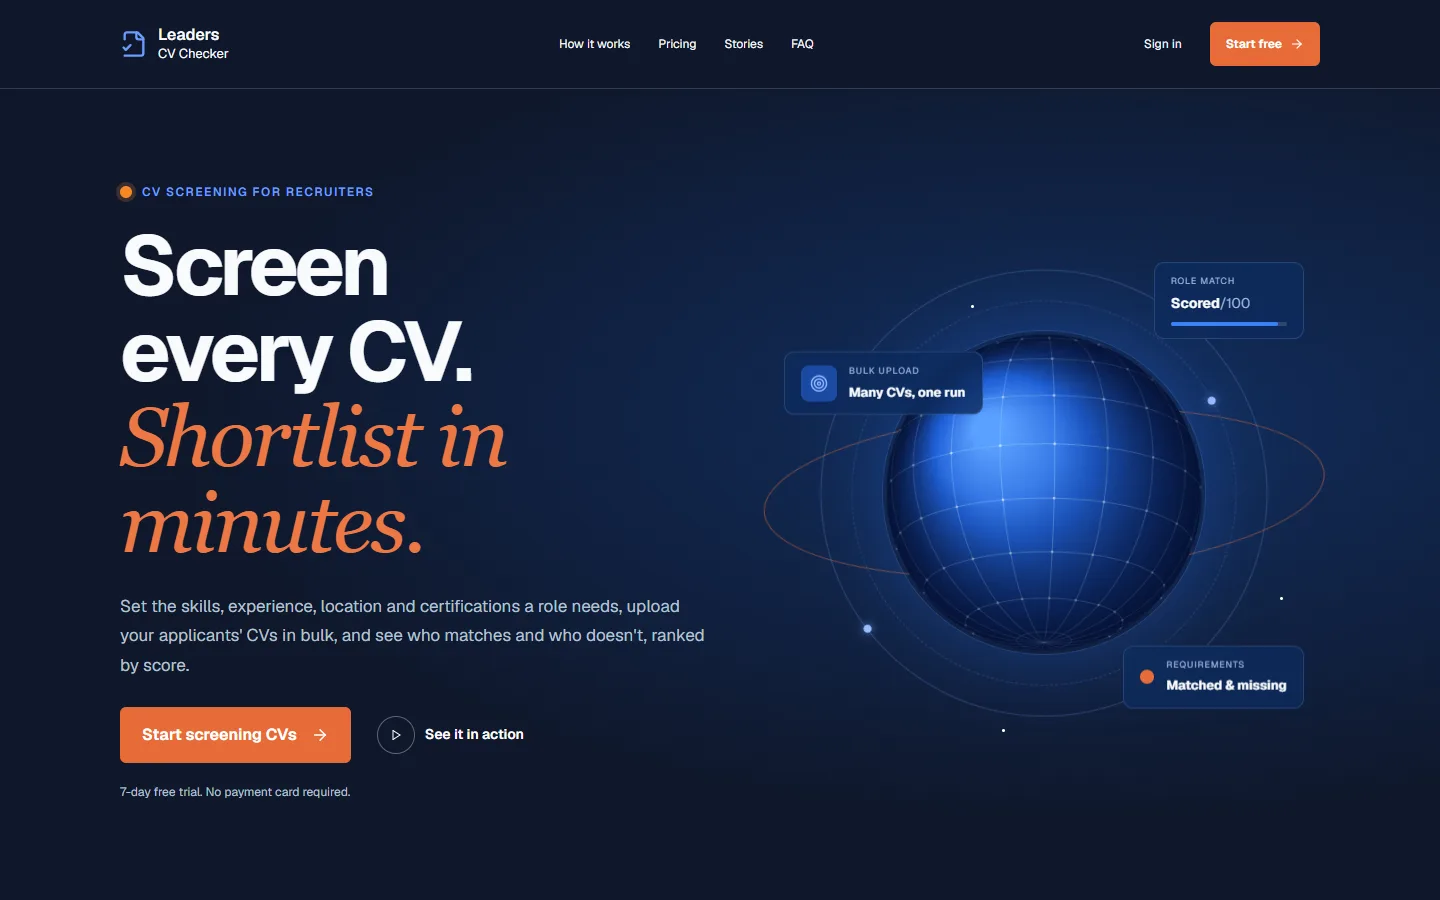 Leaders
CV Checker
How it works
Pricing
Stories
FAQ
Sign in
Start free
CV SCREENING FOR RECRUITERS
Screen
every CV.
Shortlist in
minutes.
Set the skills, experience, location and certifications a role needs, upload
your applicants' CVs in bulk, and see who matches and who doesn't, ranked
by score.
Start screening CVs
See it in action
7-day free trial. No payment card required.
ROLE MATCH
Scored/100
BULK UPLOAD
Many CVs, one run
REQUIREMENTS
Matched & missing